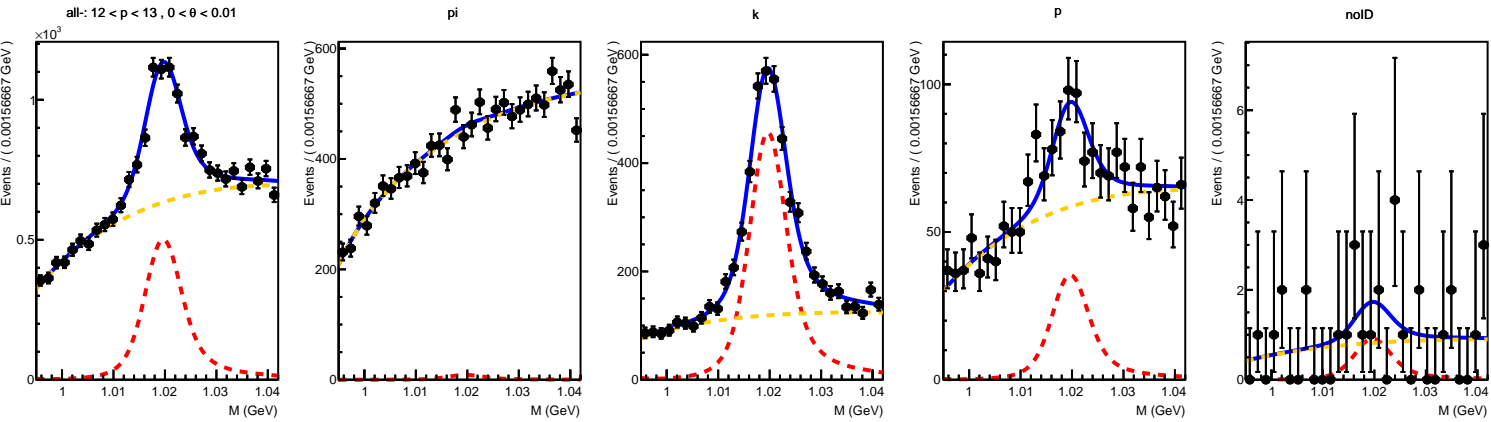 all-: 12 < p < 13 , 0 < θ < 0.01
×10³
Events / ( 0.00156667 GeV )
1
0.5
0
1 1.01 1.02 1.03 1.04
M (GeV)
pi
Events / ( 0.00156667 GeV )
600
400
200
0
1 1.01 1.02 1.03 1.04
M (GeV)
k
Events / ( 0.00156667 GeV )
600
400
200
0
1 1.01 1.02 1.03 1.04
M (GeV)
p
Events / ( 0.00156667 GeV )
100
50
0
1 1.01 1.02 1.03 1.04
M (GeV)
noID
Events / ( 0.00156667 GeV )
6
4
2
0
1 1.01 1.02 1.03 1.04
M (GeV)